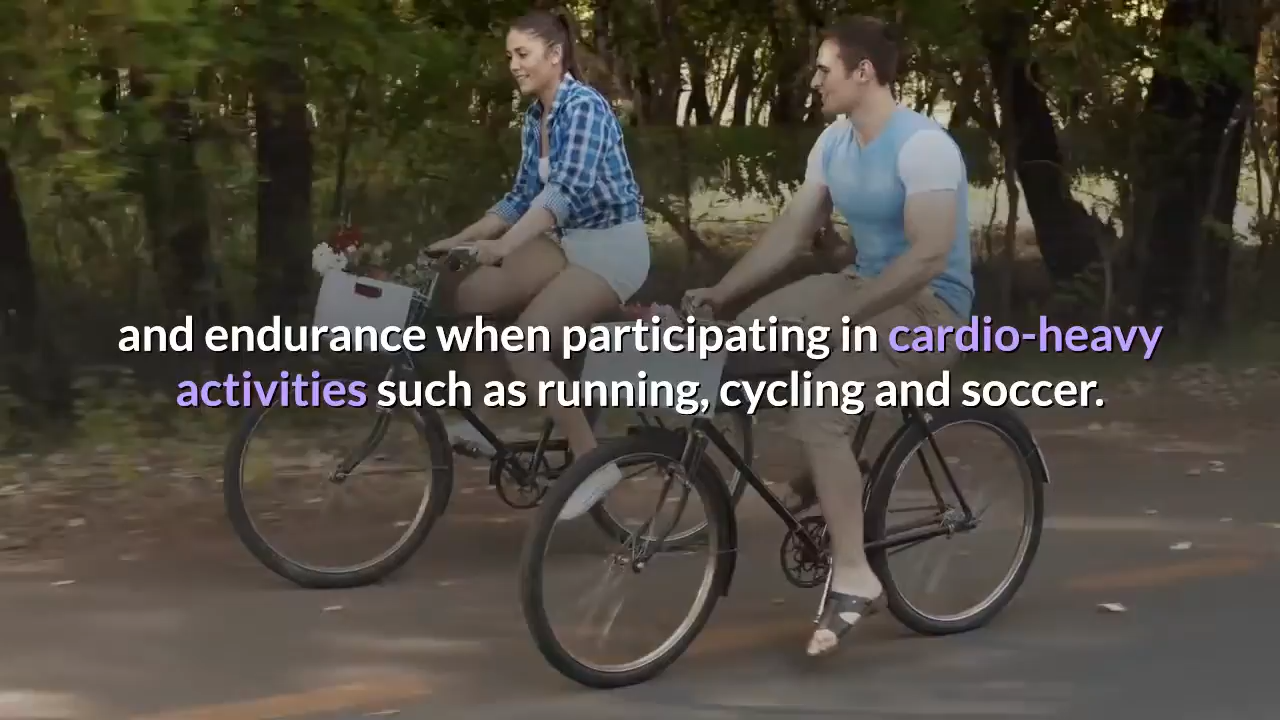 and endurance when participating in cardio-heavy
activities such as running, cycling and soccer.